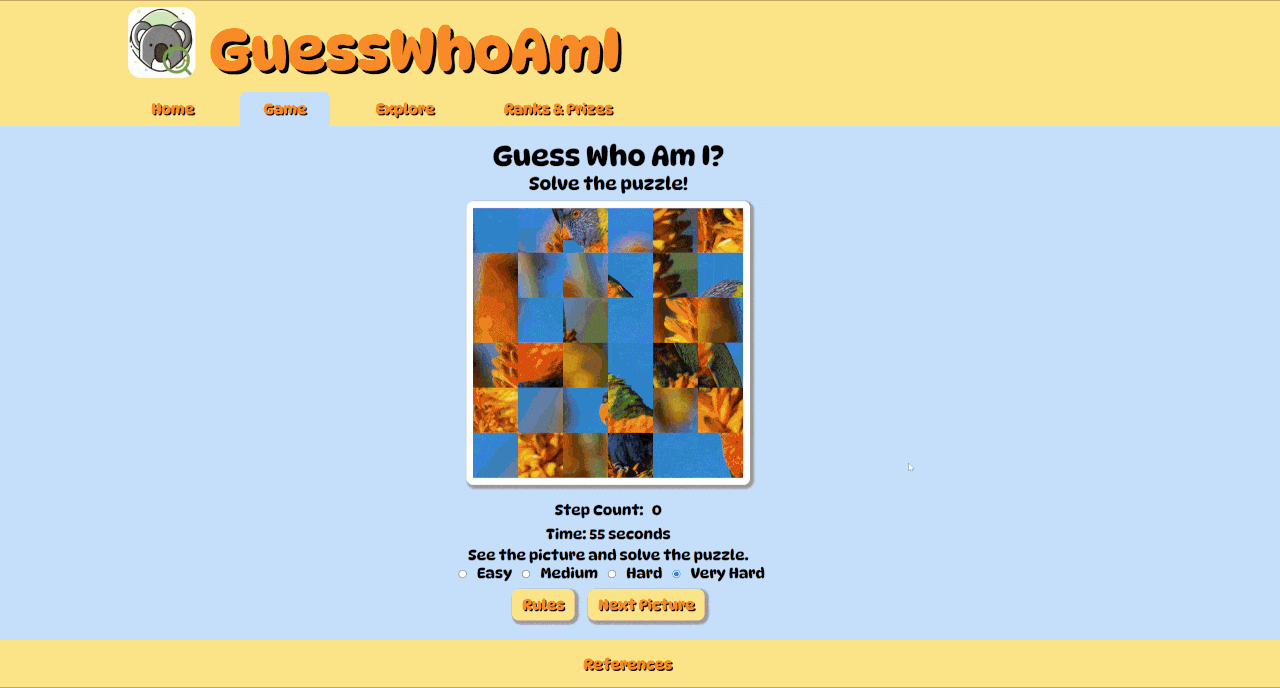 GuessWhoAmI
Home Game Explore Ranks & Prizes
Guess Who Am I?
Solve the puzzle!
Step Count: 0
Time: 55 seconds
See the picture and solve the puzzle.
Easy Medium Hard Very Hard
Rules Next Picture
References